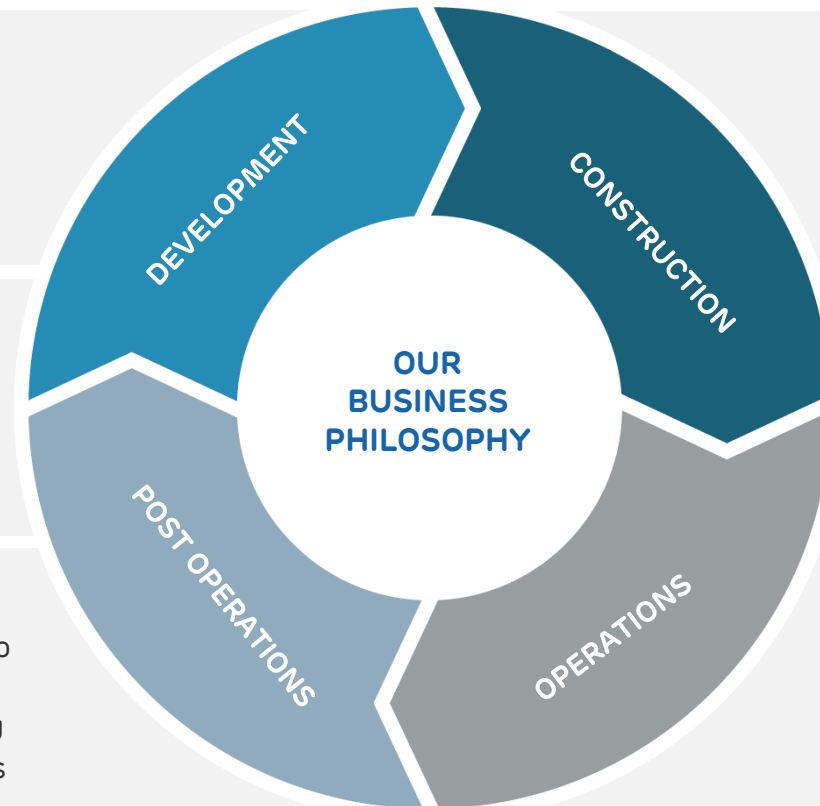 DEVELOPMENT
CONSTRUCTION
OUR
BUSINESS
PHILOSOPHY
POST OPERATIONS
OPERATIONS